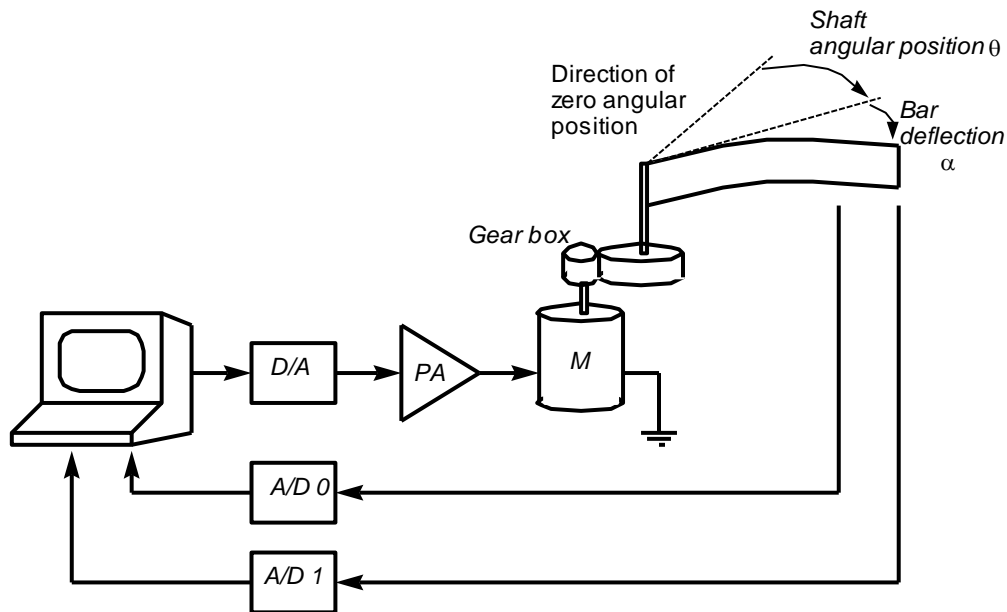 Shaft
angular position θ
Direction of
zero angular
position
Bar
deflection
α
Gear box
D/A
PA
M
A/D 0
A/D 1